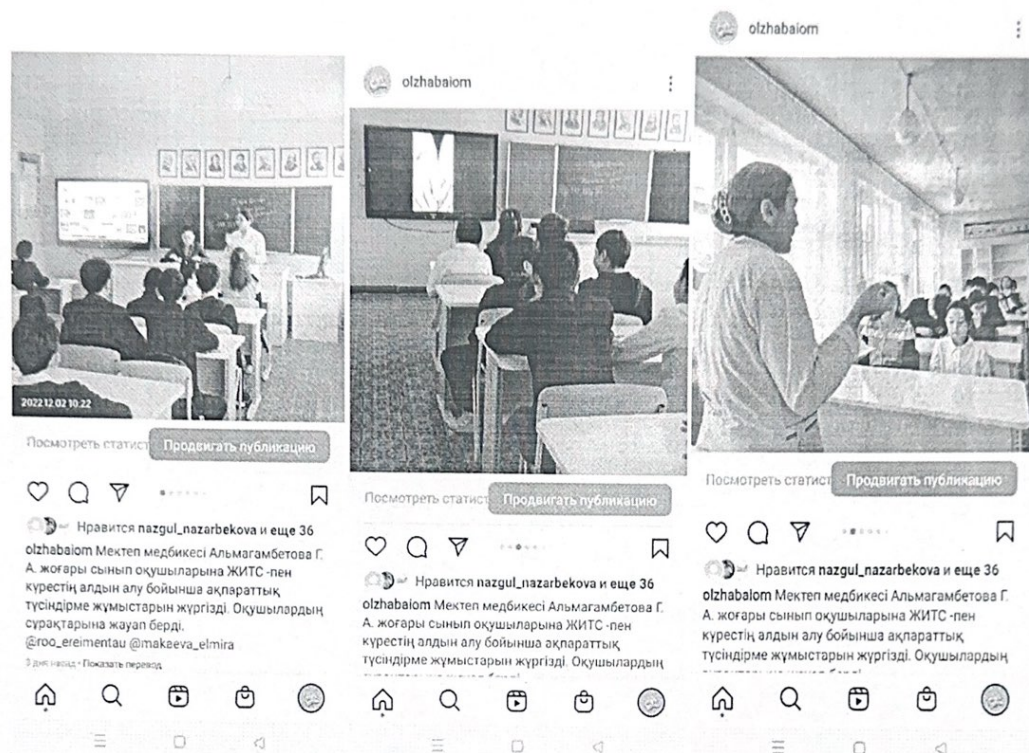 2022.12.02 10:22
Посмотреть статист
Продвигать публикацию
Нравится nazgul_nazarbekova и еще 36
olzhabaiom Мектеп медбикесі Альмагамбетова Г.
А. жоғары сынып оқушыларына ЖИТС -пен
күрестің алдын алу бойынша ақпараттық
түсіндірме жұмыстарын жүргізді. Оқушылардың
сұрақтарына жауап берді.
@roo_ereimentau @makeeva_elmira
3 дня назад • Показать перевод
olzhabaiom
Посмотреть статист
Продвигать публикацию
Нравится nazgul_nazarbekova и еще 36
olzhabaiom Мектеп медбикесі Альмагамбетова Г.
А. жоғары сынып оқушыларына ЖИТС -пен
күрестің алдын алу бойынша ақпараттық
түсіндірме жұмыстарын жүргізді. Оқушылардың
olzhabaiom
Посмотреть статист
Продвигать публикацию
Нравится nazgul_nazarbekova и еще 36
olzhabaiom Мектеп медбикесі Альмагамбетова Г.
А. жоғары сынып оқушыларына ЖИТС -пен
күрестің алдын алу бойынша ақпараттық
түсіндірме жұмыстарын жүргізді. Оқушылардың